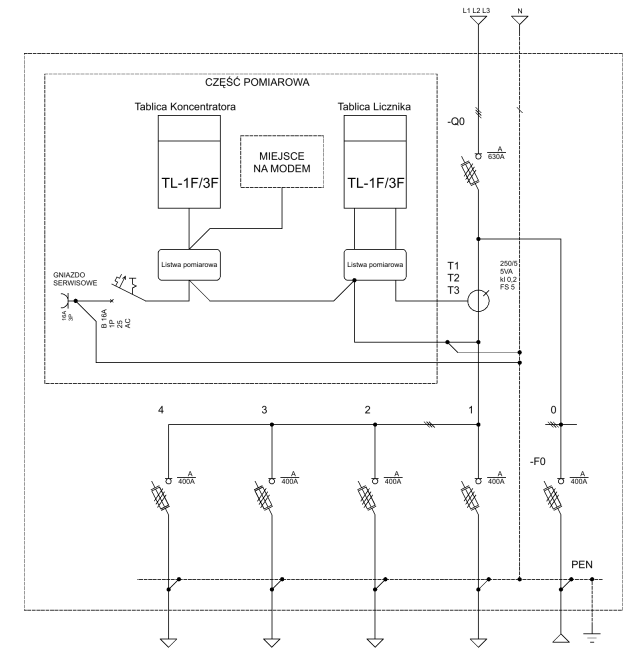 L1 L2 L3
N
CZĘŚĆ POMIAROWA
Tablica Koncentratora
Tablica Licznika
-Q0
A
630A
MIEJSCE
NA MODEM
TL-1F/3F
TL-1F/3F
Listwa pomiarowa
Listwa pomiarowa
GNIAZDO
SERWISOWE
16A
3P
B 16A
1P
25
AC
T1
T2
T3
250/5
5VA
kl 0,2
FS 5
4
3
2
1
0
-F0
A
400A
A
400A
A
400A
A
400A
A
400A
PEN